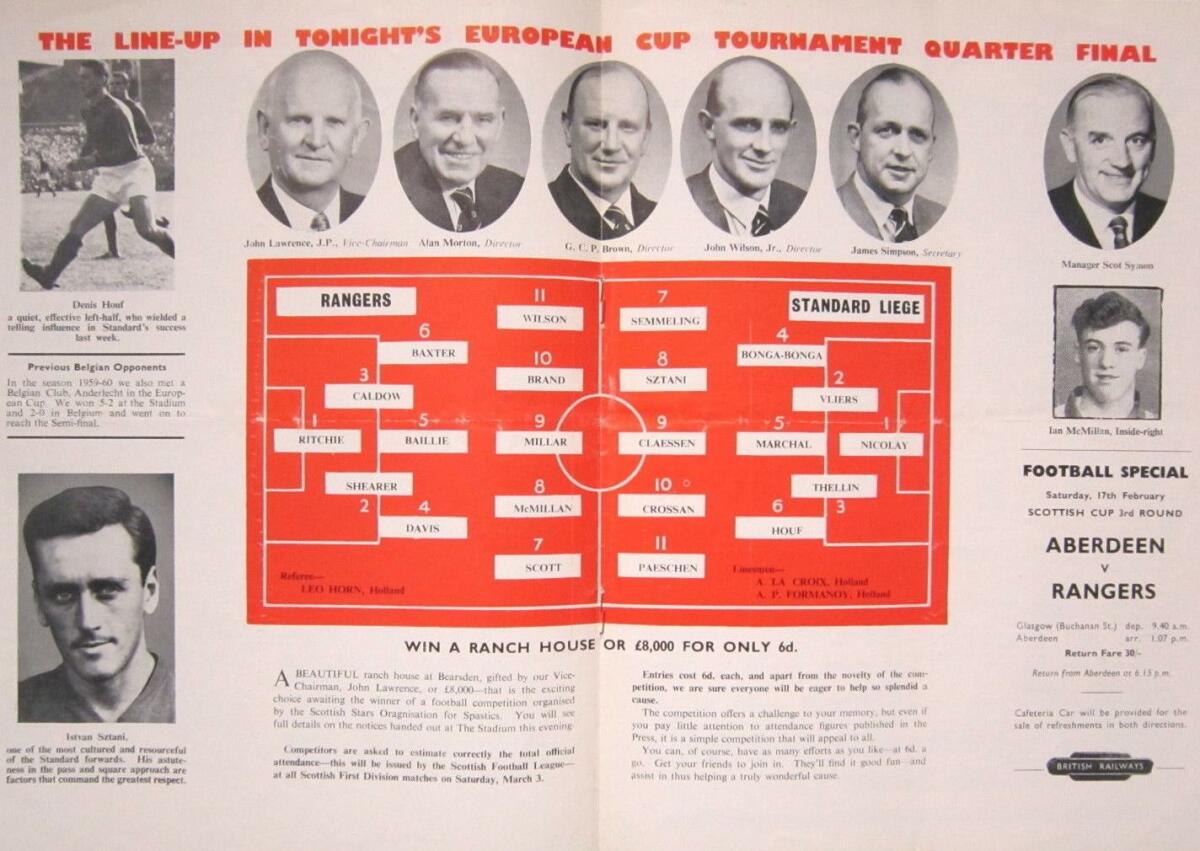 THE LINE-UP IN TONIGHT'S EUROPEAN CUP TOURNAMENT QUARTER FINAL
John Lawrence, J.P., Vice-Chairman
Alan Morton, Director
G. C. P. Brown, Director
John Wilson, Jr., Director
James Simpson, Secretary
Manager Scot Symon
Denis Houf
a quiet, effective left-half, who wielded a
telling influence in Standard's success
last week.
Previous Belgian Opponents
In the season 1959-60 we also met a
Belgian Club, Anderlecht in the Europ-
ean Cup. We won 5-2 at the Stadium
and 2-0 in Belgium and went on to
reach the Semi-final.
Istvan Sztani,
one of the most cultured and resourceful
of the Standard forwards. His astute-
ness in the pass and square approach are
factors that command the greatest respect.
RANGERS
STANDARD LIEGE
11
WILSON
7
SEMMELING
6
BAXTER
4
BONGA-BONGA
10
BRAND
8
SZTANI
3
CALDOW
2
VLIERS
1
RITCHIE
5
BAILLIE
9
MILLAR
9
CLAESSEN
5
MARCHAL
1
NICOLAY
SHEARER
2
THELLIN
3
8
McMILLAN
10
CROSSAN
4
DAVIS
6
HOUF
7
SCOTT
11
PAESCHEN
Referee—
LEO HORN, Holland
Linesmen—
A. LA CROIX, Holland
A. P. FORMANOY, Holland
WIN A RANCH HOUSE OR £8,000 FOR ONLY 6d.
A BEAUTIFUL ranch house at Bearsden, gifted by our Vice-
Chairman, John Lawrence, or £8,000—that is the exciting
choice awaiting the winner of a football competition organised
by the Scottish Stars Oragnisation for Spastics. You will see
full details on the notices handed out at The Stadium this evening
Competitors are asked to estimate correctly the total official
attendance—this will be issued by the Scottish Football League—
at all Scottish First Division matches on Saturday, March 3.
Entries cost 6d. each, and apart from the novelty of the com-
petition, we are sure everyone will be eager to help so splendid a
cause.
The competition offers a challenge to your memory, but even if
you pay little attention to attendance figures published in the
Press, it is a simple competition that will appeal to all.
You can, of course, have as many efforts as you like—at 6d. a
go. Get your friends to join in. They'll find it good fun—and
assist in thus helping a truly wonderful cause.
Ian McMillan, Inside-right
FOOTBALL SPECIAL
Saturday, 17th February
SCOTTISH CUP 3rd ROUND
ABERDEEN
v
RANGERS
Glasgow (Buchanan St.) dep. 9.40 a.m.
Aberdeen arr. 1.07 p.m.
Return Fare 30/-
Return from Aberdeen at 6.15 p.m.
Cafeteria Car will be provided for the
sale of refreshments in both directions.
BRITISH RAILWAYS